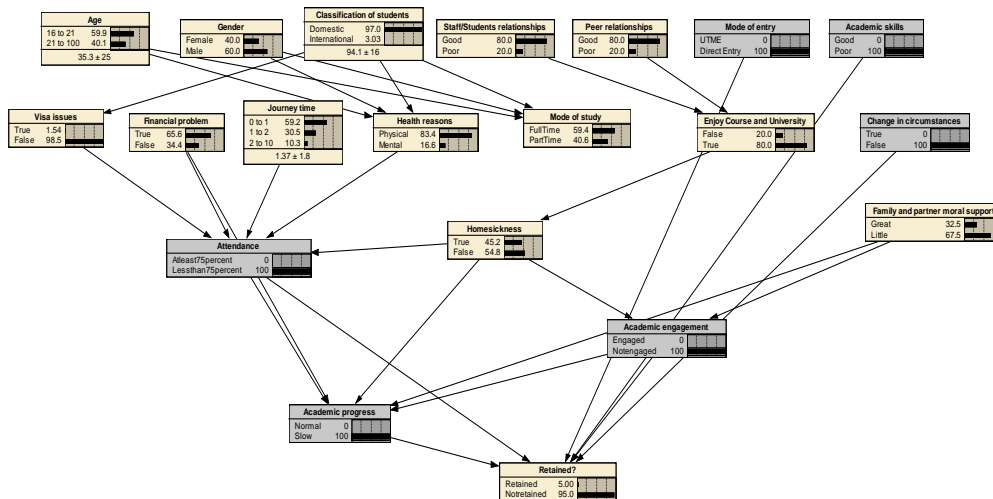 Age
16 to 21 59.9
21 to 100 40.1
35.3 ± 25
Gender
Female 40.0
Male 60.0
Classification of students
Domestic 97.0
International 3.03
94.1 ± 16
Staff/Students relationships
Good 80.0
Poor 20.0
Peer relationships
Good 80.0
Poor 20.0
Mode of entry
UTME 0
Direct Entry 100
Academic skills
Good 0
Poor 100
Visa issues
True 1.54
False 98.5
Financial problem
True 65.6
False 34.4
Journey time
0 to 1 59.2
1 to 2 30.5
2 to 10 10.3
1.37 ± 1.8
Health reasons
Physical 83.4
Mental 16.6
Mode of study
FullTime 59.4
PartTime 40.6
Enjoy Course and University
False 20.0
True 80.0
Change in circumstances
True 0
False 100
Family and partner moral support
Great 32.5
Little 67.5
Attendance
Atleast75percent 0
Lessthan75percent 100
Homesickness
True 45.2
False 54.8
Academic engagement
Engaged 0
Notengaged 100
Academic progress
Normal 0
Slow 100
Retained?
Retained 5.00
Notretained 95.0